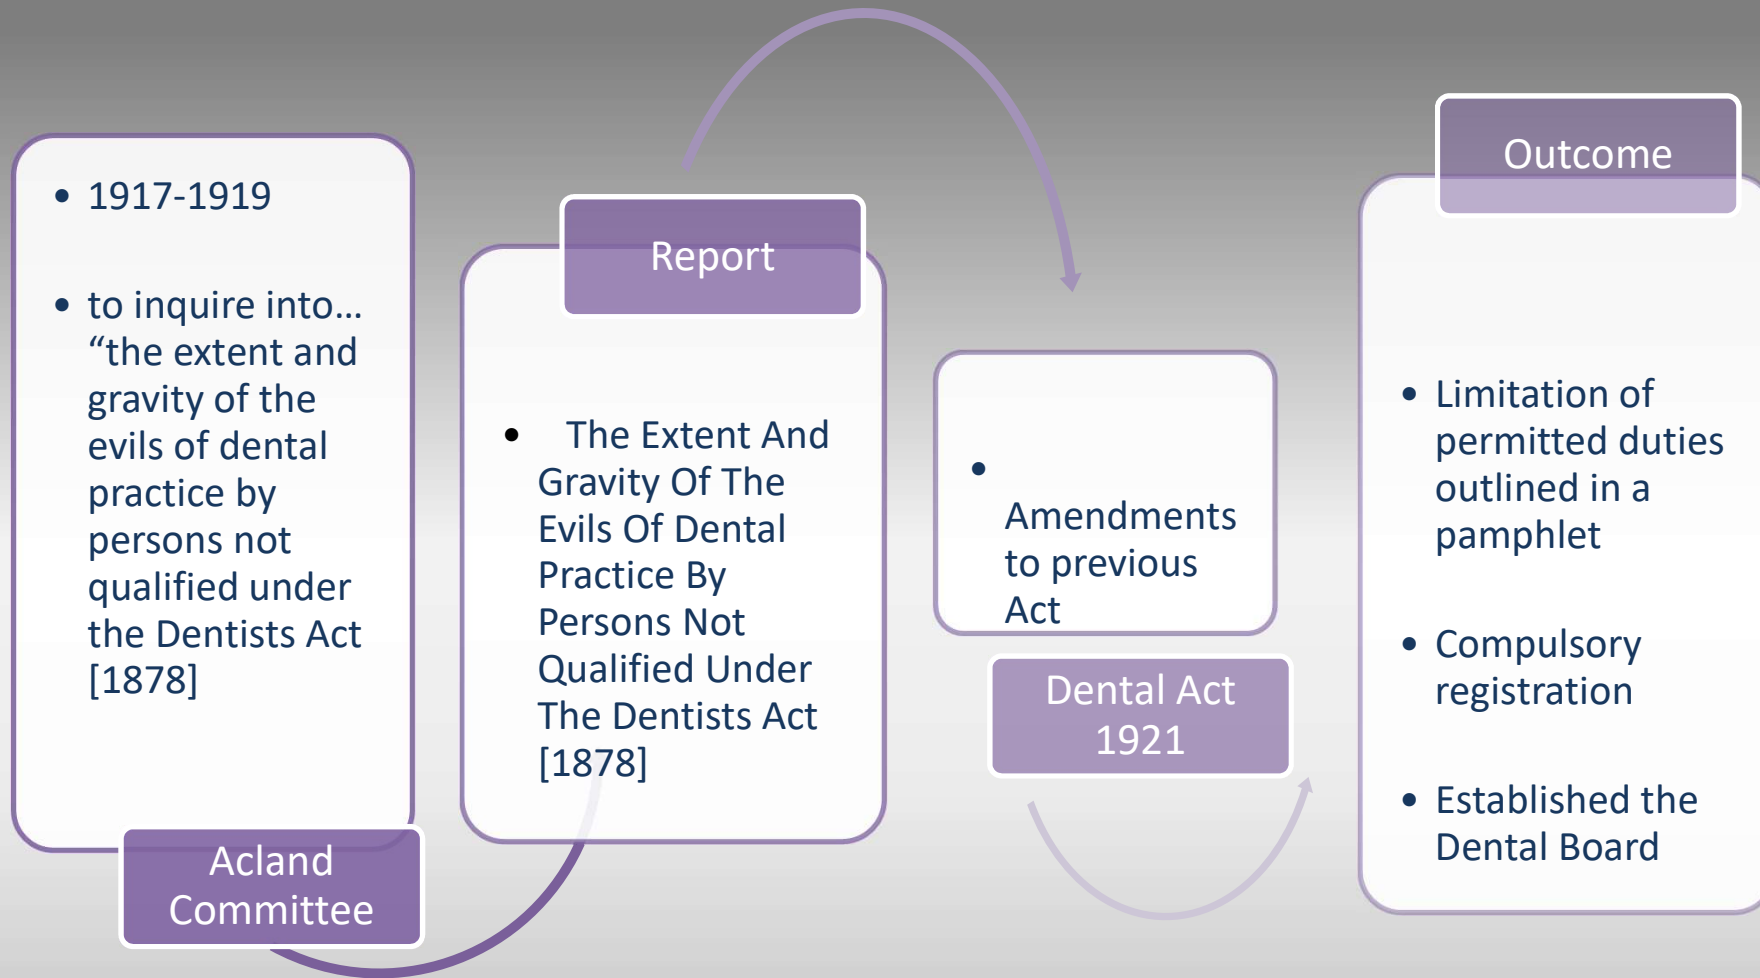 • 1917-1919
• to inquire into…
“the extent and
gravity of the
evils of dental
practice by
persons not
qualified under
the Dentists Act
[1878]
Acland
Committee
Report
• The Extent And
Gravity Of The
Evils Of Dental
Practice By
Persons Not
Qualified Under
The Dentists Act
[1878]
•
Amendments
to previous
Act
Dental Act
1921
Outcome
• Limitation of
permitted duties
outlined in a
pamphlet
• Compulsory
registration
• Established the
Dental Board